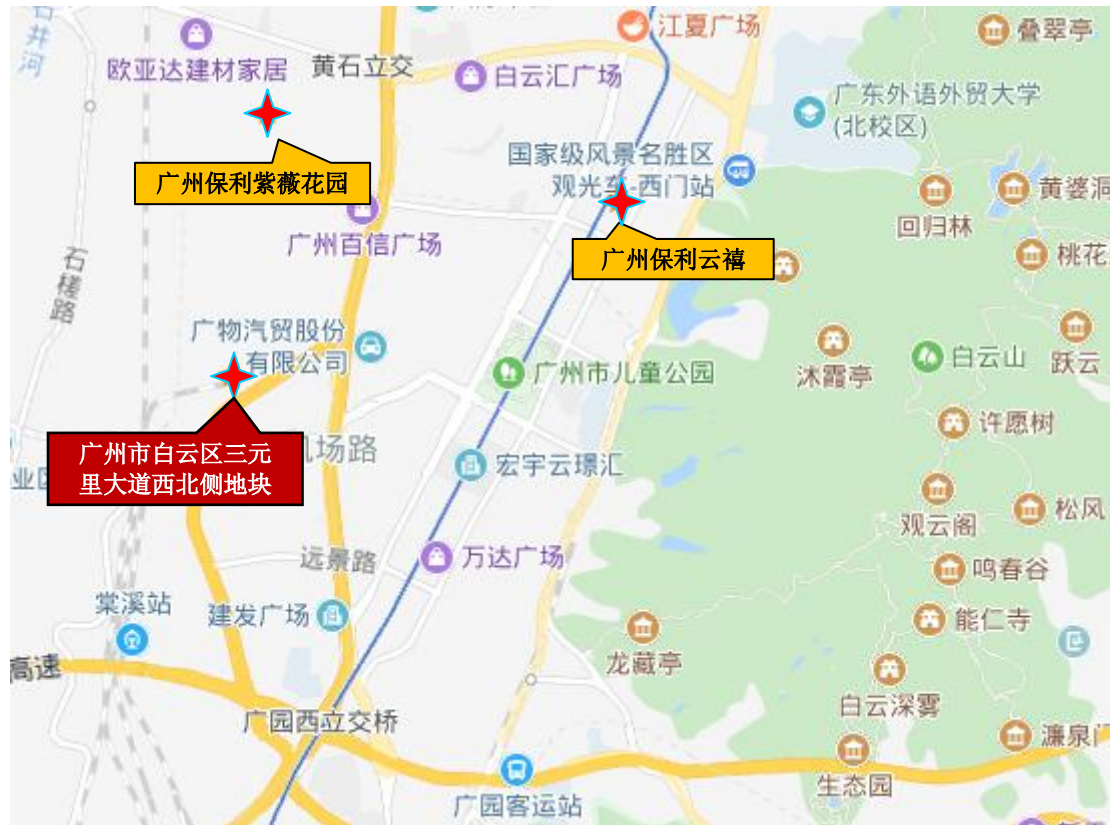 石井
河
欧亚达建材家居
黄石立交
江夏广场
白云汇广场
叠翠亭
广东外语外贸大学
(北校区)
广州保利紫薇花园
国家级风景名胜区
观光车-西门站
黄婆洞
回归林
广州百信广场
广州保利云禧
桃花
石槎路
广物汽贸股份
有限公司
广州市儿童公园
沐霞亭
白云山
跃云
许愿树
广州市白云区三元
里大道西北侧地块
业区
场路
宏宇云璟汇
观云阁
松风
远景路
万达广场
鸣春谷
棠溪站
建发广场
能仁寺
高速
龙藏亭
白云深雾
广园西立交桥
濂泉门
生态园
广园客运站